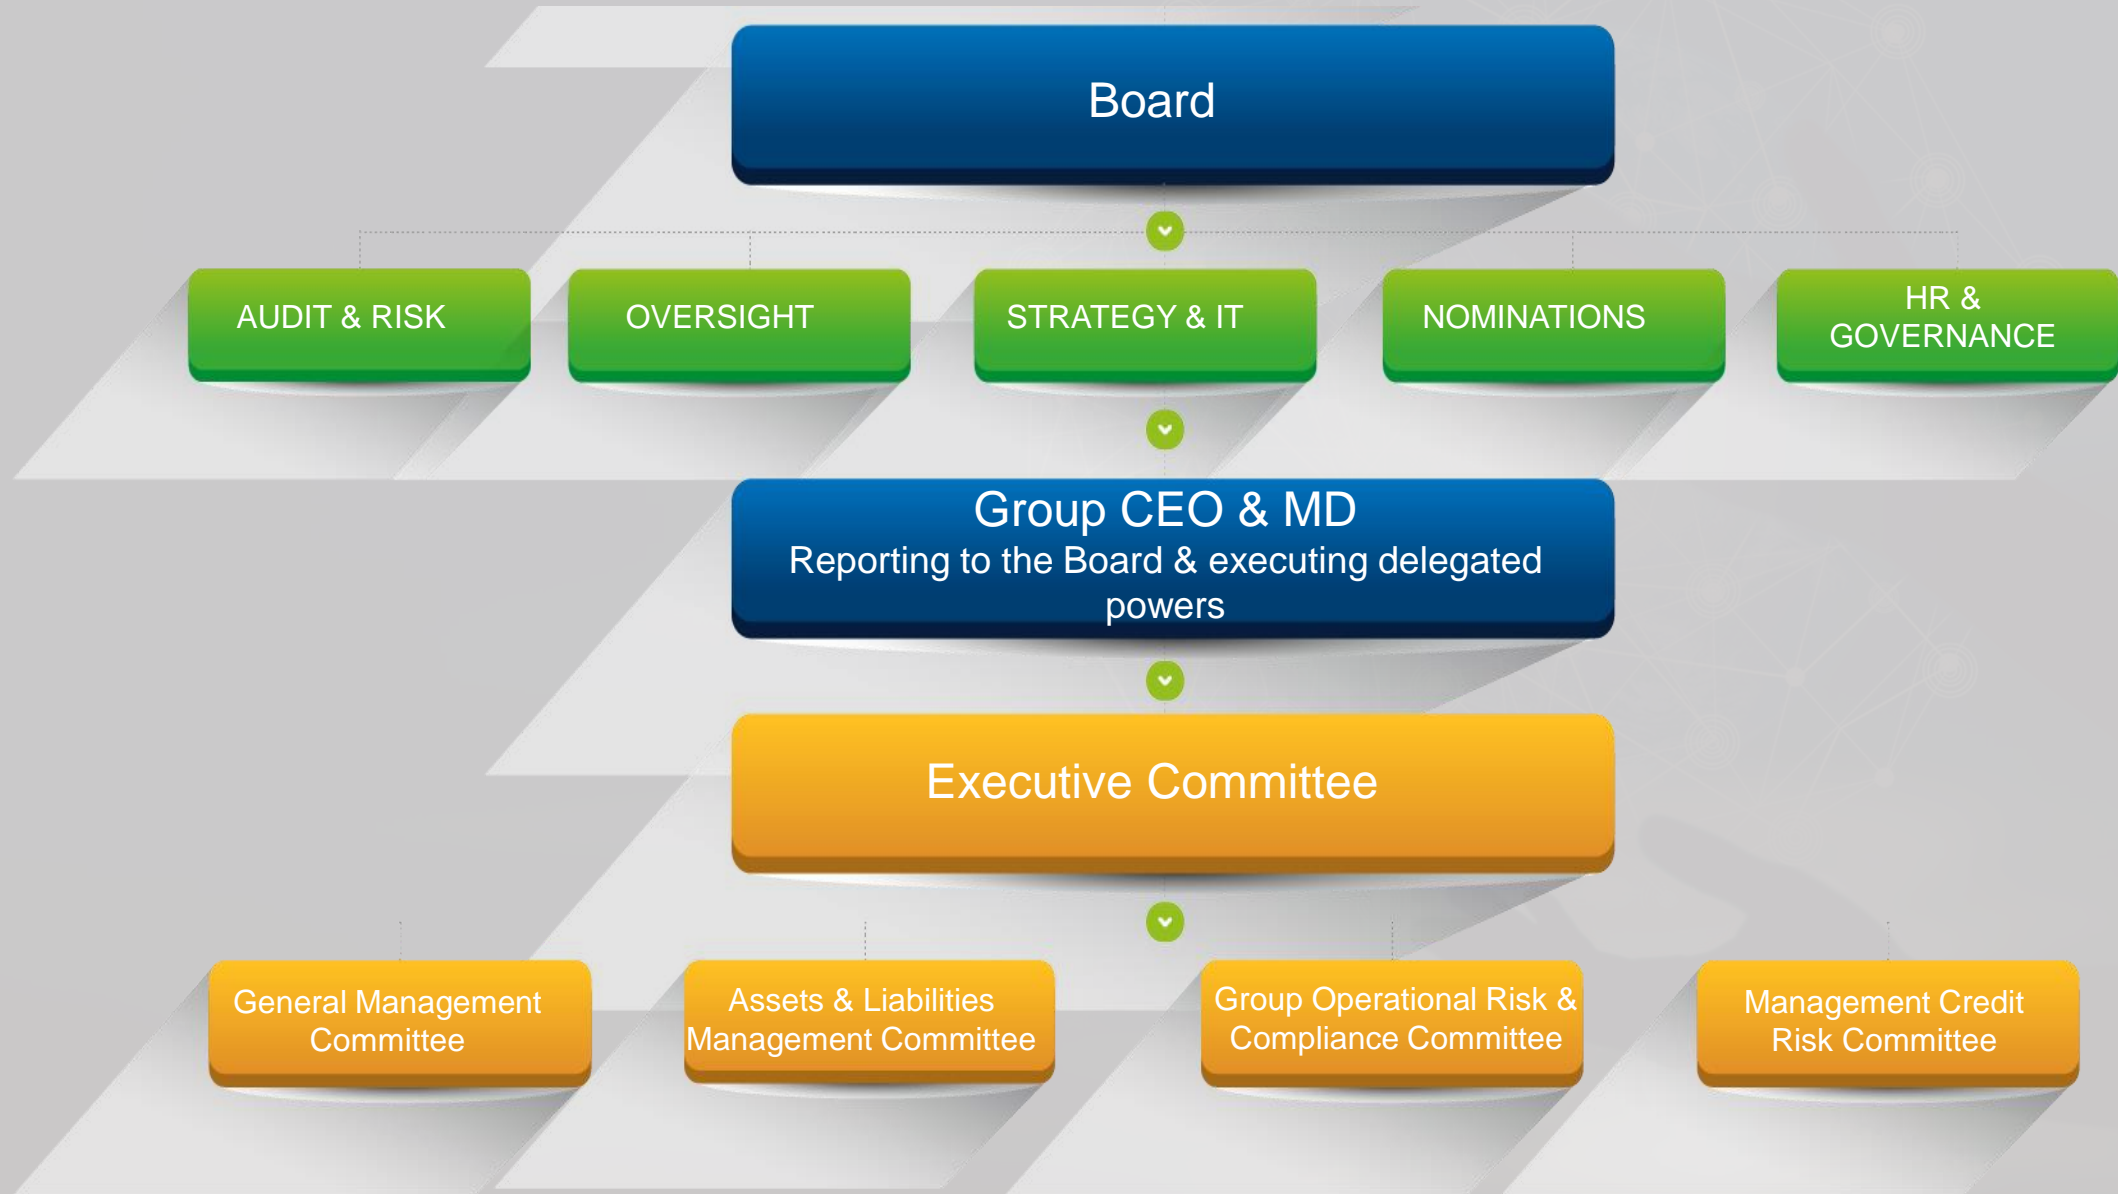 Board
AUDIT & RISK
OVERSIGHT
STRATEGY & IT
NOMINATIONS
HR &
GOVERNANCE
Group CEO & MD
Reporting to the Board & executing delegated
powers
Executive Committee
General Management
Committee
Assets & Liabilities
Management Committee
Group Operational Risk &
Compliance Committee
Management Credit
Risk Committee